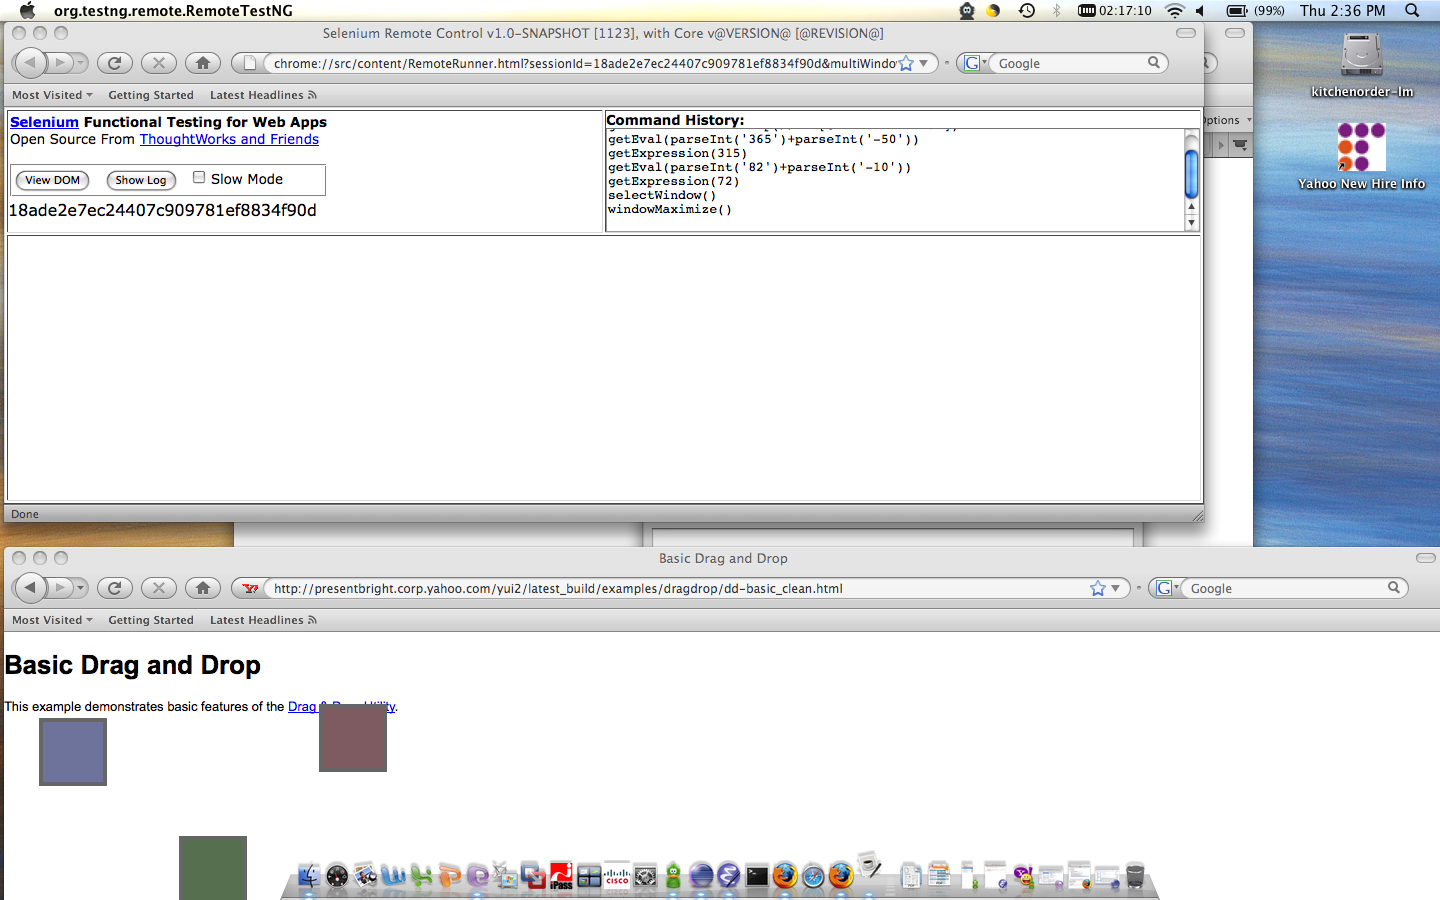 org.testng.remote.RemoteTestNG
02:17:10
(99%)
Thu 2:36 PM
Selenium Remote Control v1.0-SNAPSHOT [1123], with Core v@VERSION@ [@REVISION@]
chrome://src/content/RemoteRunner.html?sessionId=18ade2e7ec24407c909781ef8834f90d&multiWindo
Google
Most Visited
Getting Started
Latest Headlines
Selenium Functional Testing for Web Apps
Open Source From ThoughtWorks and Friends
View DOM
Show Log
Slow Mode
18ade2e7ec24407c909781ef8834f90d
Command History:
getEval(parseInt('365')+parseInt('-50'))
getExpression(315)
getEval(parseInt('82')+parseInt('-10'))
getExpression(72)
selectWindow()
windowMaximize()
Done
ptions
kitchenorder-lm
Yahoo New Hire Info
Basic Drag and Drop
http://presentbright.corp.yahoo.com/yui2/latest_build/examples/dragdrop/dd-basic_clean.html
Google
Most Visited
Getting Started
Latest Headlines
Basic Drag and Drop
This example demonstrates basic features of the Drag & Drop Utility.
iPass
CISCO